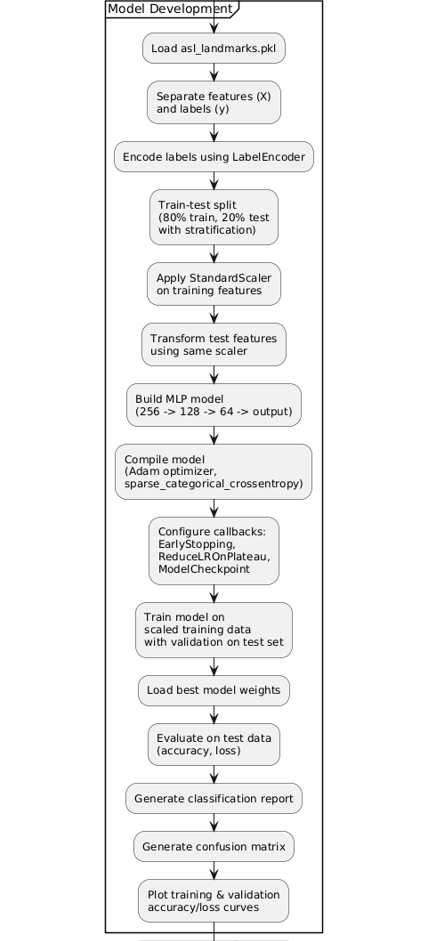 Model Development
Load asl_landmarks.pkl
Separate features (X)
and labels (y)
Encode labels using LabelEncoder
Train-test split
(80% train, 20% test
with stratification)
Apply StandardScaler
on training features
Transform test features
using same scaler
Build MLP model
(256 -> 128 -> 64 -> output)
Compile model
(Adam optimizer,
sparse_categorical_crossentropy)
Configure callbacks:
EarlyStopping,
ReduceLROnPlateau,
ModelCheckpoint
Train model on
scaled training data
with validation on test set
Load best model weights
Evaluate on test data
(accuracy, loss)
Generate classification report
Generate confusion matrix
Plot training & validation
accuracy/loss curves